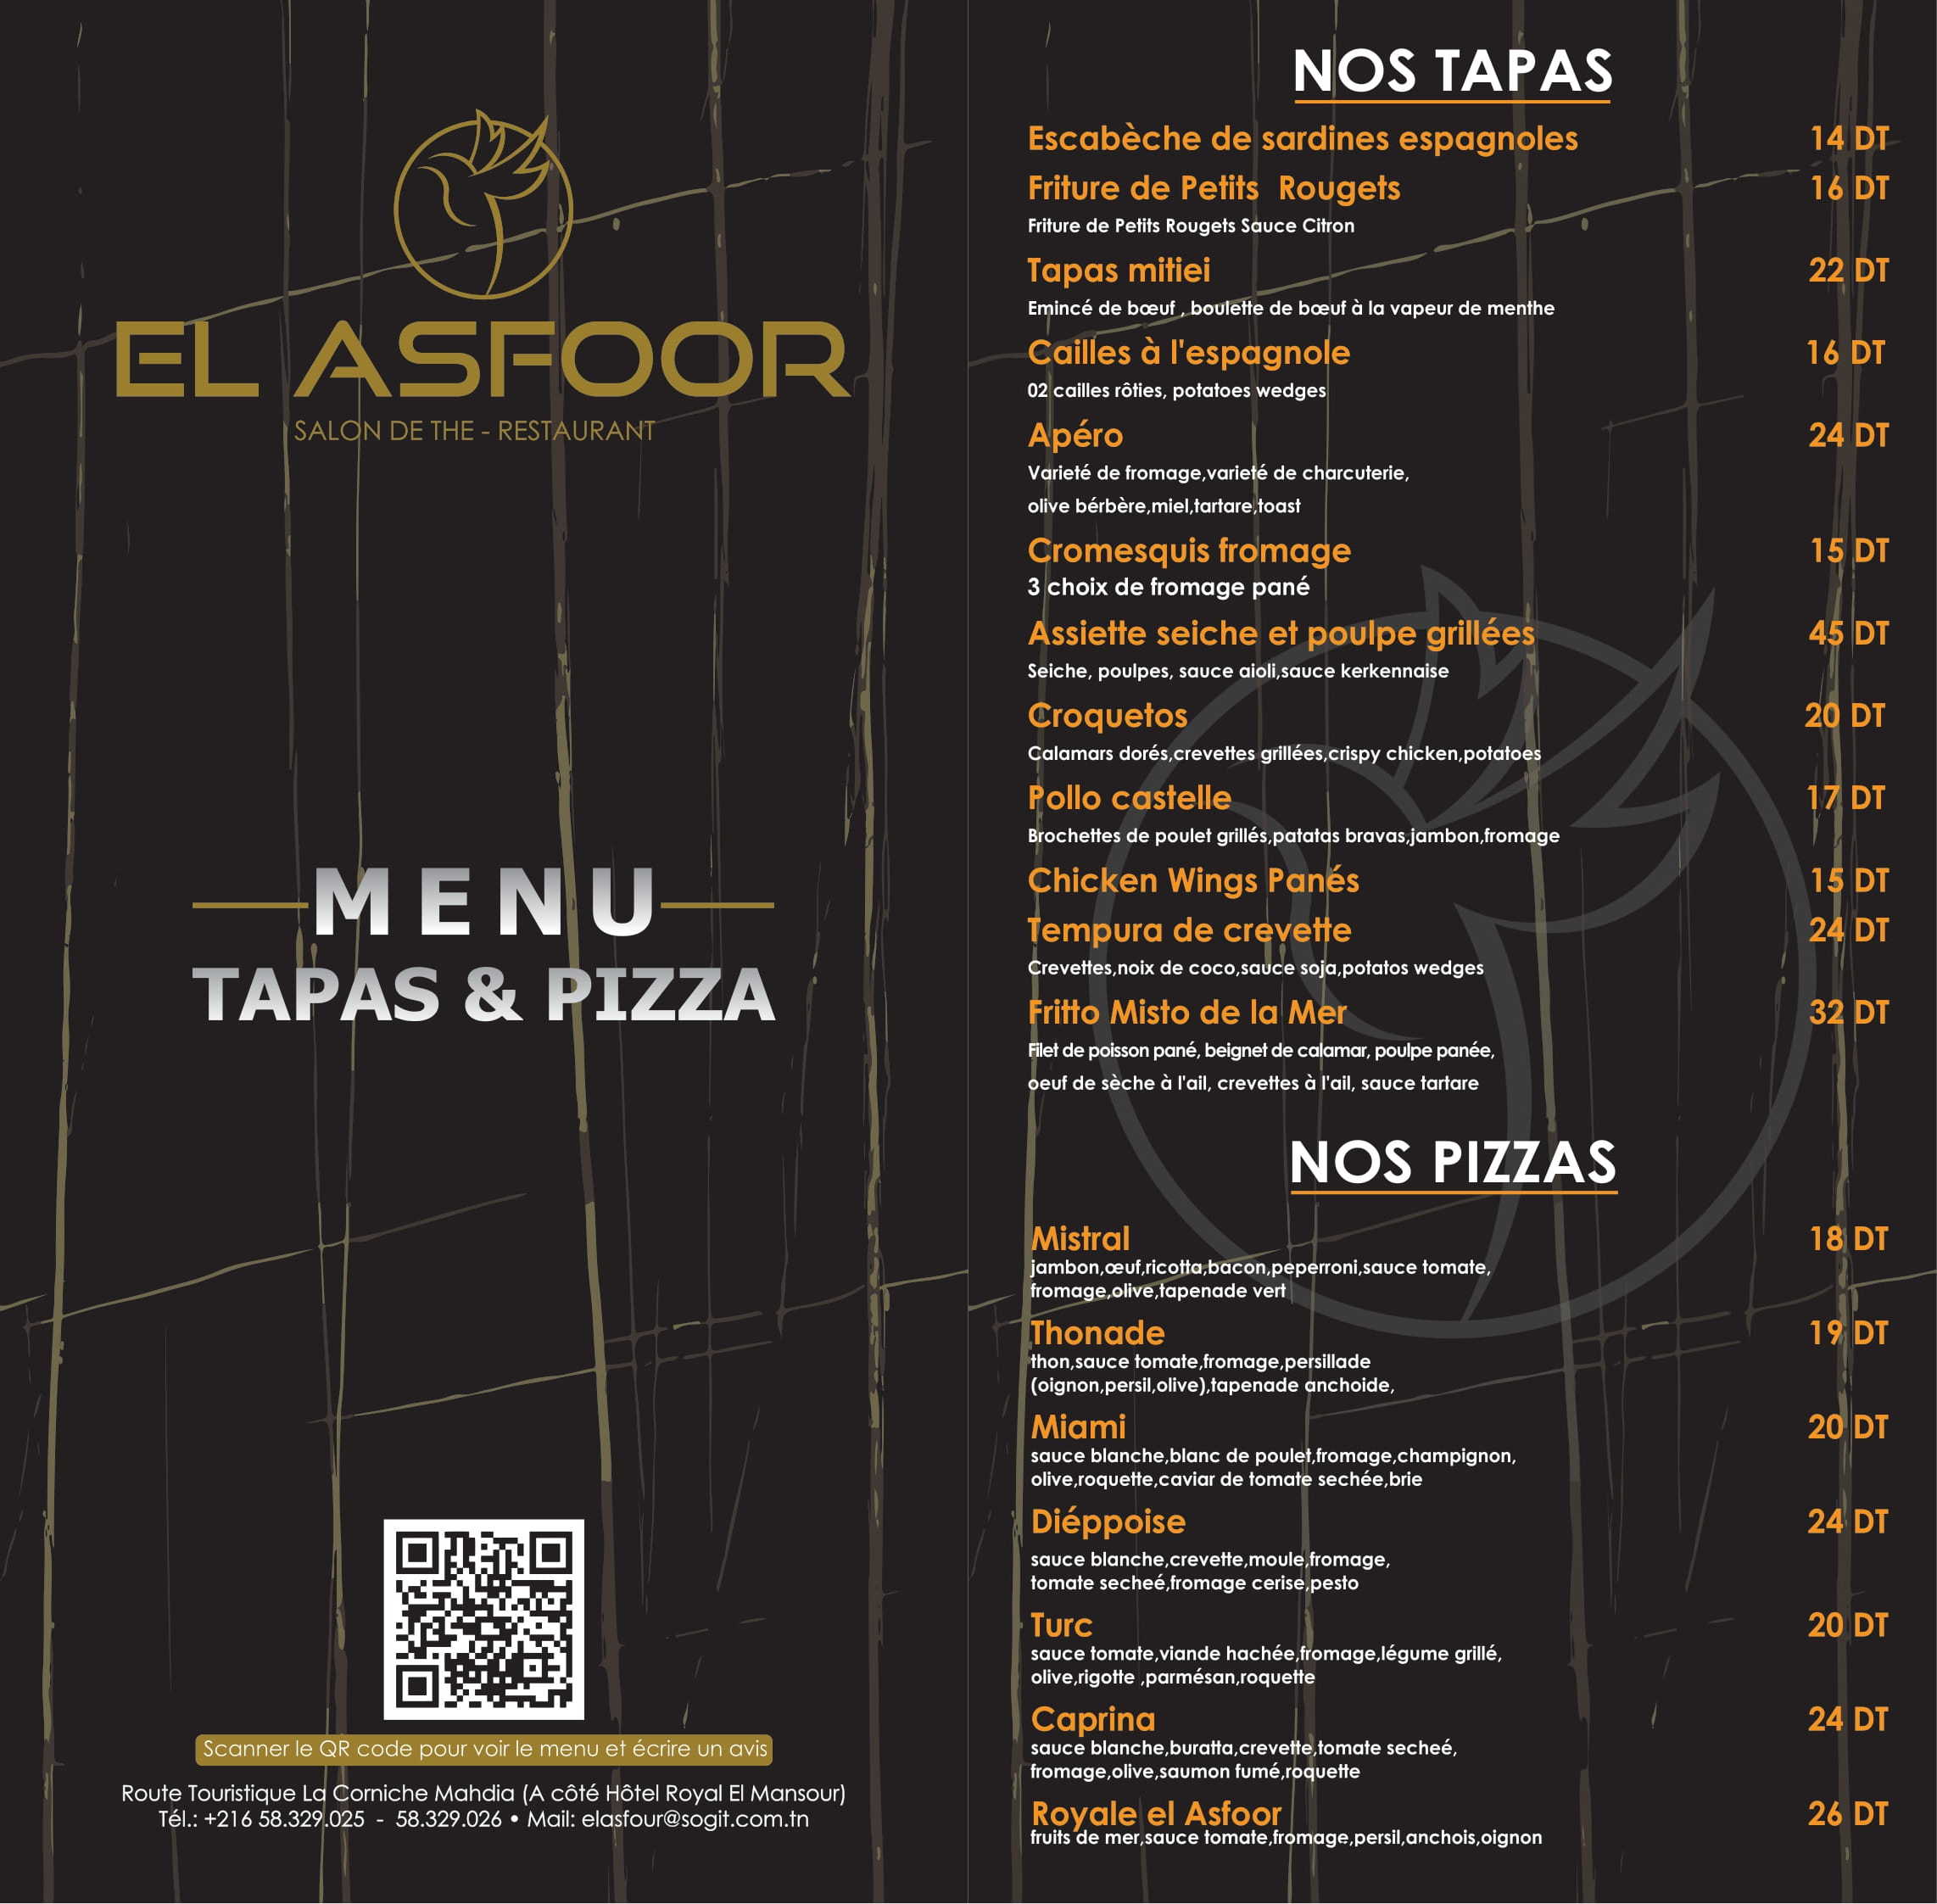 EL ASFOOR
SALON DE THE - RESTAURANT
MENU
TAPAS & PIZZA
Scanner le QR code pour voir le menu et écrire un avis
Route Touristique La Corniche Mahdia (A côté Hôtel Royal El Mansour)
Tél.: +216 58.329.025 - 58.329.026 • Mail: elasfour@sogit.com.tn
NOS TAPAS
Escabèche de sardines espagnoles 14 DT
Friture de Petits Rougets 16 DT
Friture de Petits Rougets Sauce Citron
Tapas mitiei 22 DT
Emincé de bœuf , boulette de bœuf à la vapeur de menthe
Cailles à l'espagnole 16 DT
02 cailles rôties, potatoes wedges
Apéro 24 DT
Varieté de fromage,varieté de charcuterie,
olive bérbère,miel,tartare,toast
Cromesquis fromage 15 DT
3 choix de fromage pané
Assiette seiche et poulpe grillées 45 DT
Seiche, poulpes, sauce aioli,sauce kerkennaise
Croquetos 20 DT
Calamars dorés,crevettes grillées,crispy chicken,potatoes
Pollo castelle 17 DT
Brochettes de poulet grillés,patatas bravas,jambon,fromage
Chicken Wings Panés 15 DT
Tempura de crevette 24 DT
Crevettes,noix de coco,sauce soja,potatos wedges
Fritto Misto de la Mer 32 DT
Filet de poisson pané, beignet de calamar, poulpe panée,
oeuf de sèche à l'ail, crevettes à l'ail, sauce tartare
NOS PIZZAS
Mistral 18 DT
jambon,œuf,ricotta,bacon,peperroni,sauce tomate,
fromage,olive,tapenade vert
Thonade 19 DT
thon,sauce tomate,fromage,persillade
(oignon,persil,olive),tapenade anchoide,
Miami 20 DT
sauce blanche,blanc de poulet,fromage,champignon,
olive,roquette,caviar de tomate sechée,brie
Diéppoise 24 DT
sauce blanche,crevette,moule,fromage,
tomate secheé,fromage cerise,pesto
Turc 20 DT
sauce tomate,viande hachée,fromage,légume grillé,
olive,rigotte ,parmésan,roquette
Caprina 24 DT
sauce blanche,buratta,crevette,tomate secheé,
fromage,olive,saumon fumé,roquette
Royale el Asfoor 26 DT
fruits de mer,sauce tomate,fromage,persil,anchois,oignon